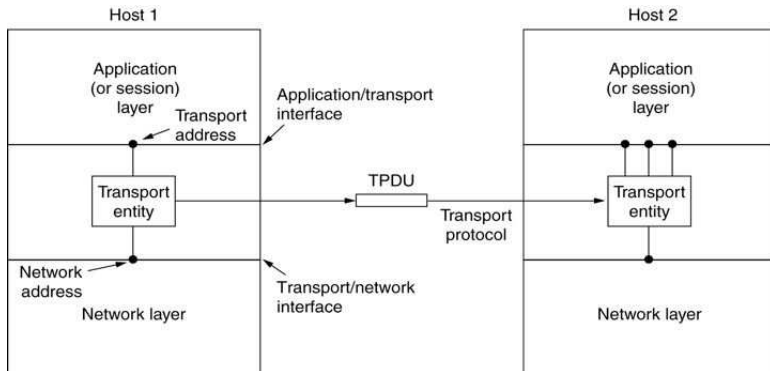 Host 1
Host 2
Application
(or session)
layer
Transport
address
Application/transport
interface
Application
(or session)
layer
Transport
entity
TPDU
Transport
protocol
Transport
entity
Network
address
Network layer
Transport/network
interface
Network layer